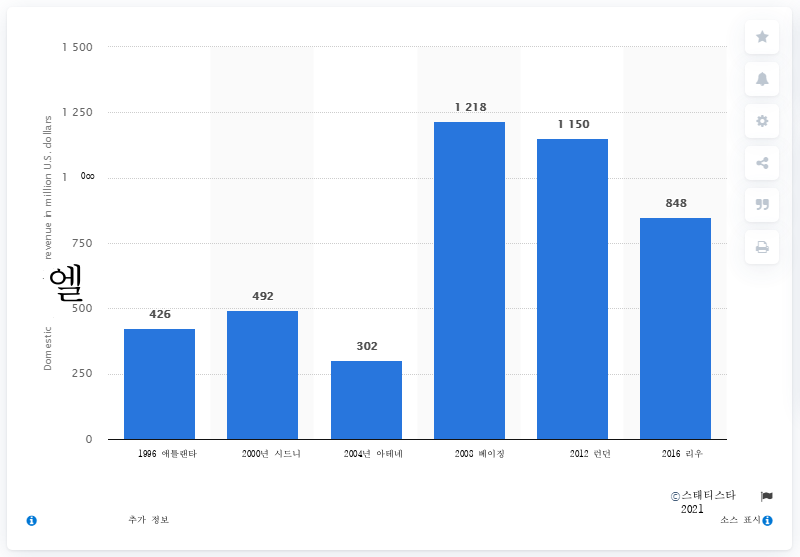 1 500
1 250
1 0∞
750
500
250
0
Domestic 엘 revenue in million U.S. dollars
426
492
302
1 218
1 150
848
1996 애틀랜타
2000년 시드니
2004년 아테네
2008 베이징
2012 런던
2016 리우
©스태티스타
2021
추가 정보
소스 표시